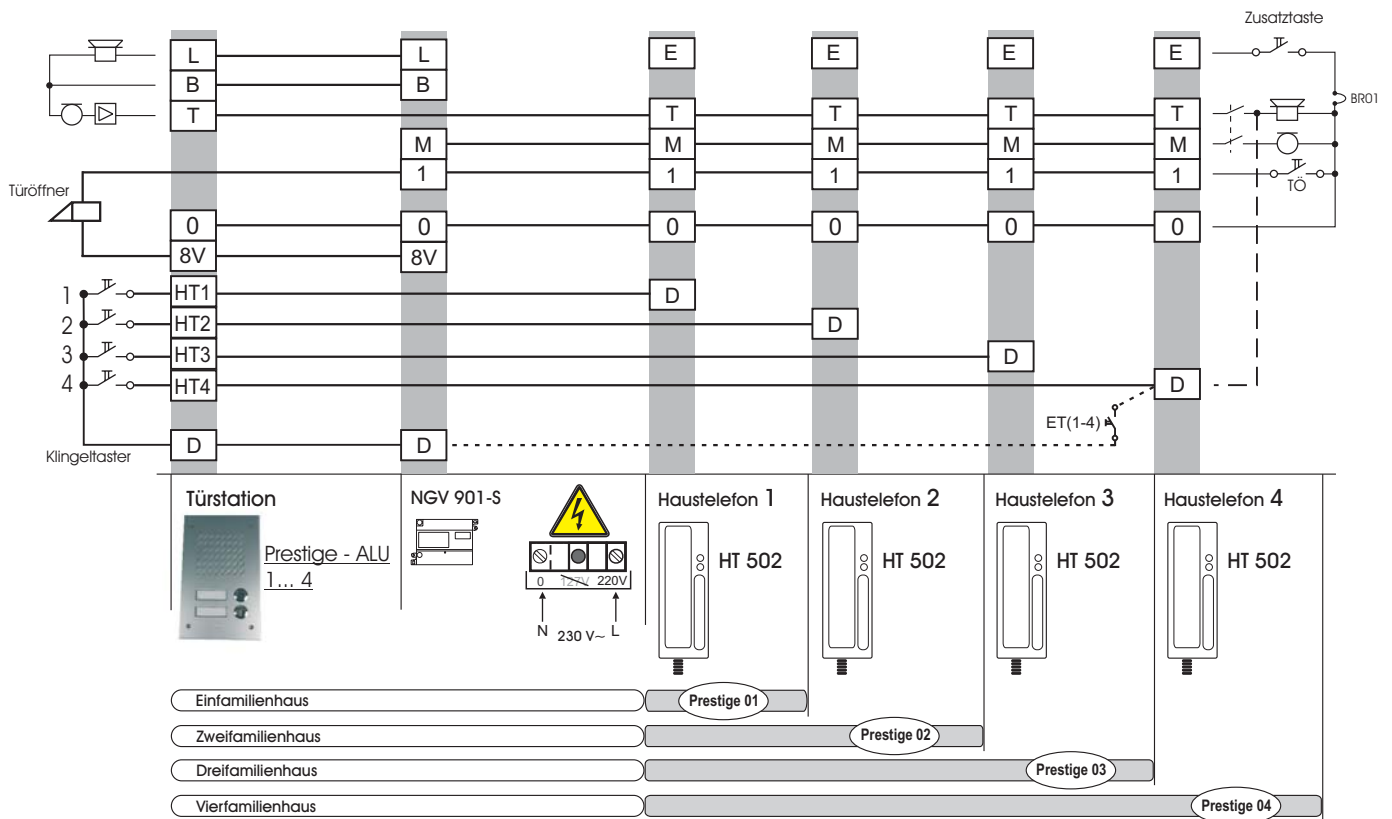 Zusatztaste
L L E E E E
B B
T T T T T BR01
M M M M M
1 1 1 1 1 TÖ
Türöffner
0 0 0 0 0 0
8V 8V
1 HT1 D
2 HT2 D
3 HT3 D
4 HT4 D
ET(1-4)
D D
Klingeltaster
Türstation NGV 901-S Haustelefon 1 Haustelefon 2 Haustelefon 3 Haustelefon 4
Prestige - ALU HT 502 HT 502 HT 502 HT 502
1... 4
0 127V 220V
N 230 V~ L
Einfamilienhaus Prestige 01
Zweifamilienhaus Prestige 02
Dreifamilienhaus Prestige 03
Vierfamilienhaus Prestige 04